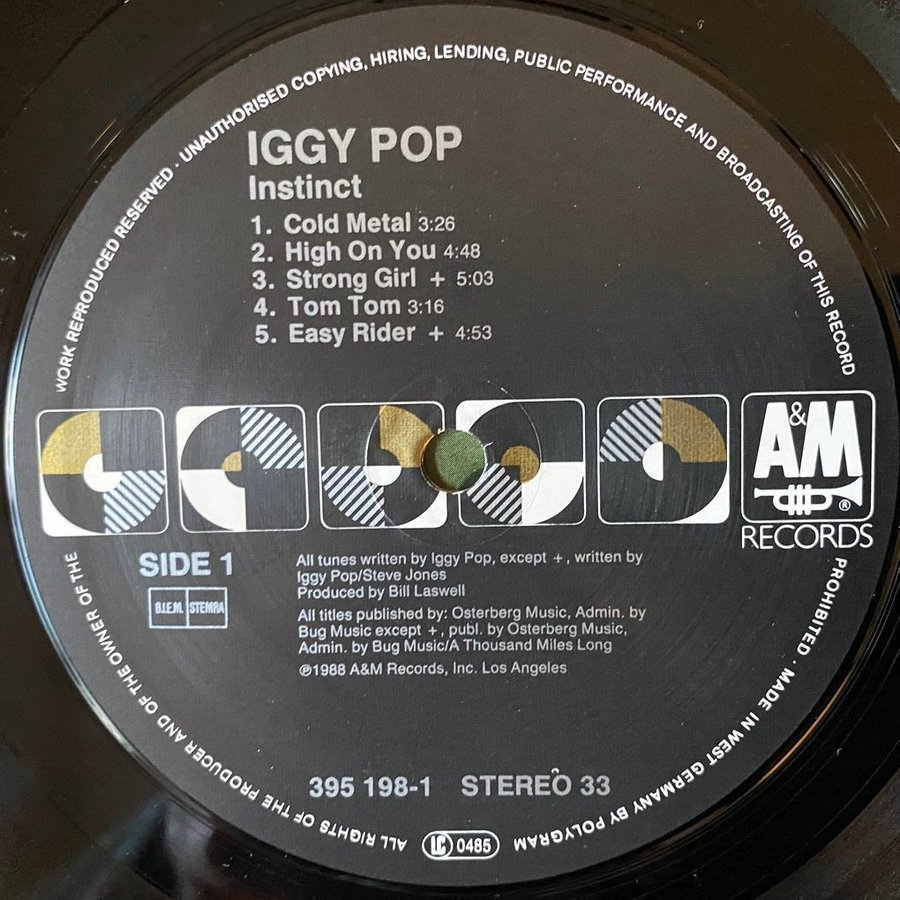 IGGY POP
Instinct
1. Cold Metal 3:26
2. High On You 4:48
3. Strong Girl + 5:03
4. Tom Tom 3:16
5. Easy Rider + 4:53
A&M
®
RECORDS
SIDE 1
B.I.E.M. STEMRA
All tunes written by Iggy Pop, except +, written by
Iggy Pop/Steve Jones
Produced by Bill Laswell
All titles published by: Osterberg Music, Admin. by
Bug Music except +, publ. by Osterberg Music,
Admin. by Bug Music/A Thousand Miles Long
℗1988 A&M Records, Inc. Los Angeles
395 198-1 STEREO 33
LC 0485
ALL RIGHTS OF THE PRODUCER AND OF THE OWNER OF THE
WORK REPRODUCED RESERVED · UNAUTHORISED COPYING, HIRING, LENDING, PUBLIC PERFORMANCE AND BROADCASTING OF THIS RECORD
PROHIBITED · MADE IN WEST GERMANY BY POLYGRAM